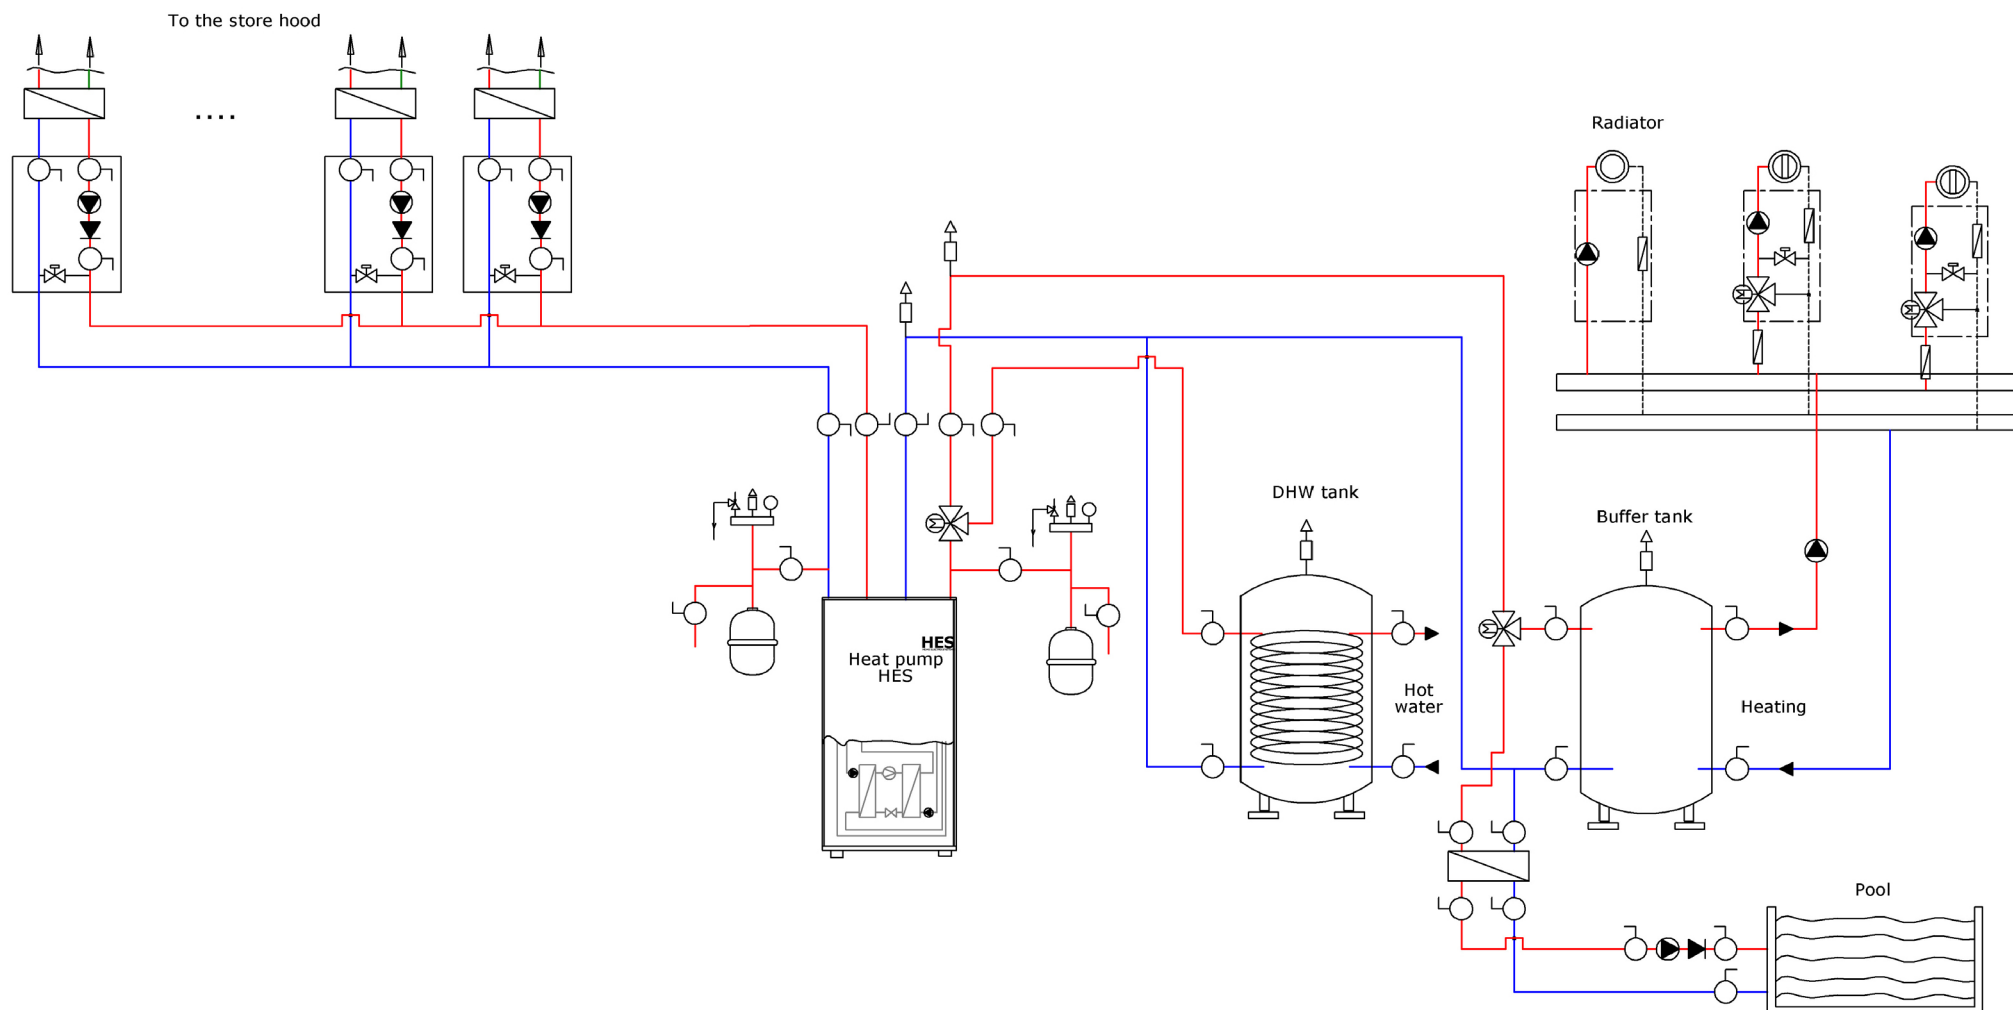 To the store hood
....
Radiator
DHW tank
Buffer tank
HES
Heat pump
HES
Hot
water
Heating
Pool